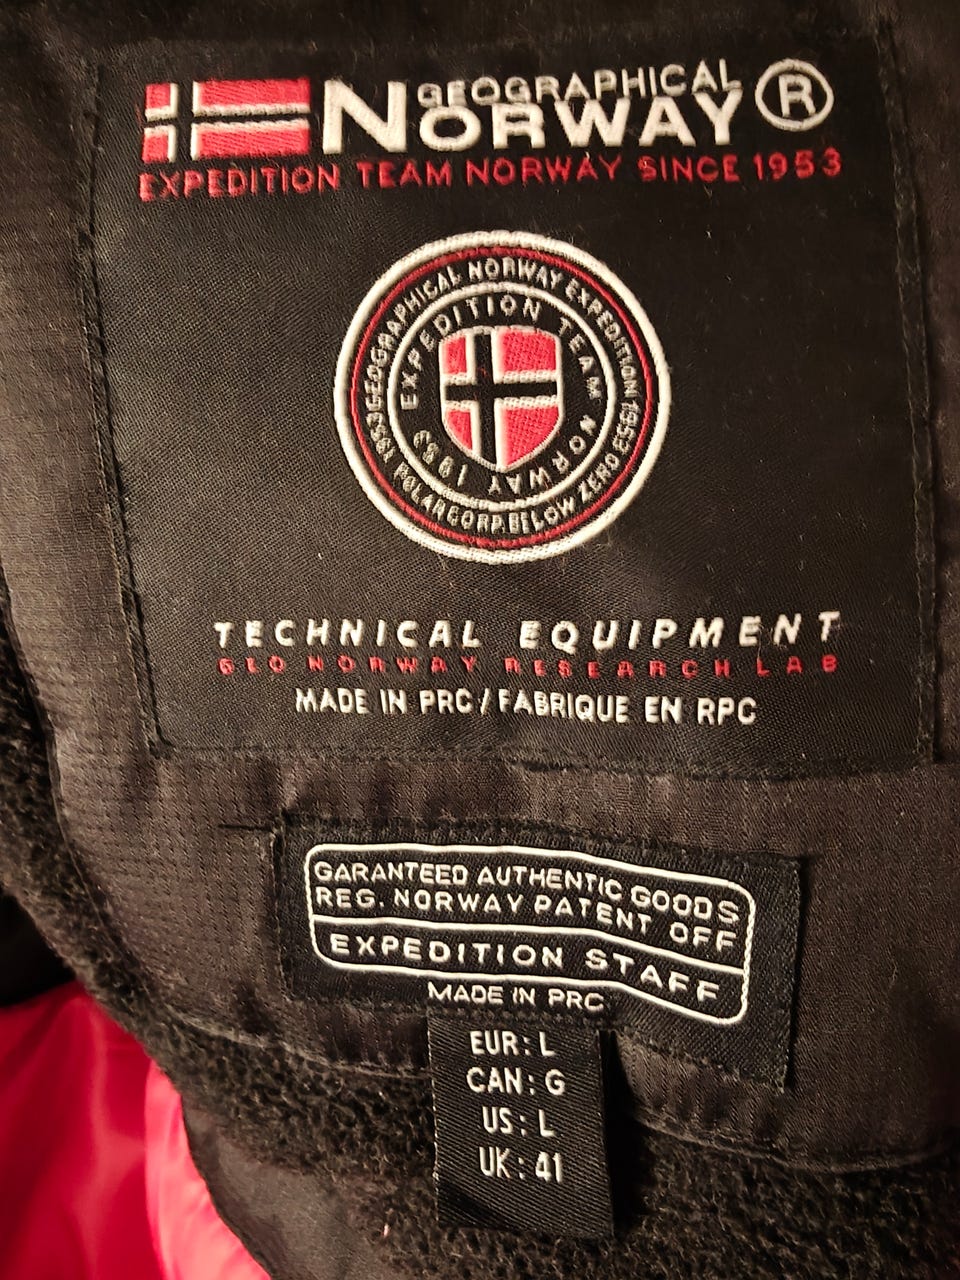 GEOGRAPHICAL
NORWAY ®
EXPEDITION TEAM NORWAY SINCE 1953
GEOGRAPHICAL NORWAY EXPEDITION 1953
POLAR CORP. BELOW ZERO
1953
EXPEDITION TEAM NORWAY 1953
TECHNICAL EQUIPMENT
GEO NORWAY RESEARCH LAB
MADE IN PRC / FABRIQUE EN RPC
GARANTEED AUTHENTIC GOODS
REG. NORWAY PATENT OFF
EXPEDITION STAFF
MADE IN PRC
EUR: L
CAN: G
US: L
UK: 41